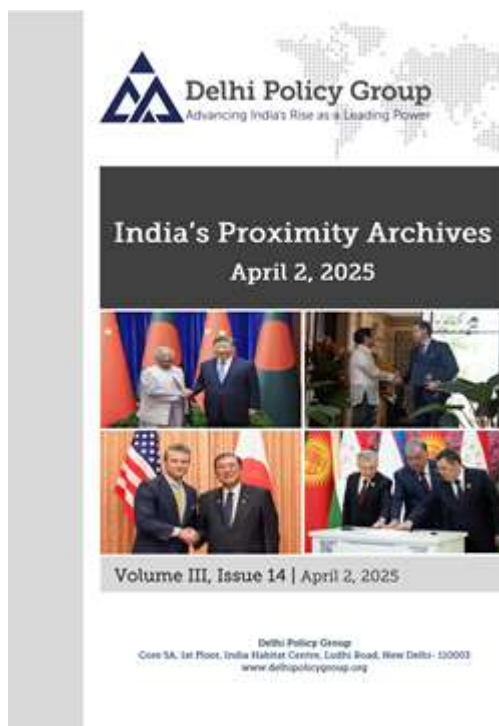 Delhi Policy Group
Advancing India's Rise as a Leading Power
India's Proximity Archives
April 2, 2025
Volume III, Issue 14 | April 2, 2025
Delhi Policy Group
Core 5A, 1st Floor, India Habitat Centre, Lodhi Road, New Delhi- 110003
www.delhipolicygroup.org